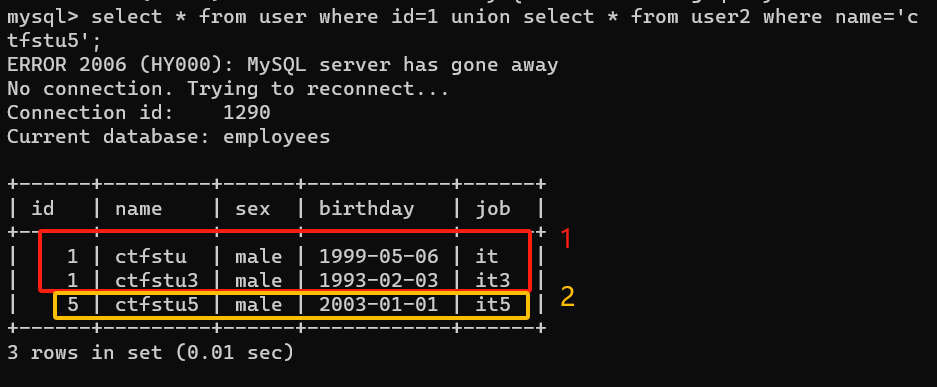 mysql> select * from user where id=1 union select * from user2 where name='c
tfstu5';
ERROR 2006 (HY000): MySQL server has gone away
No connection. Trying to reconnect...
Connection id:    1290
Current database: employees
+------+---------+------+------------+------+
| id   | name    | sex  | birthday   | job  |
+------+---------+------+------------+------+ 1
|    1 | ctfstu  | male | 1999-05-06 | it   |
|    1 | ctfstu3 | male | 1993-02-03 | it3  |
|    5 | ctfstu5 | male | 2003-01-01 | it5  | 2
+------+---------+------+------------+------+
3 rows in set (0.01 sec)